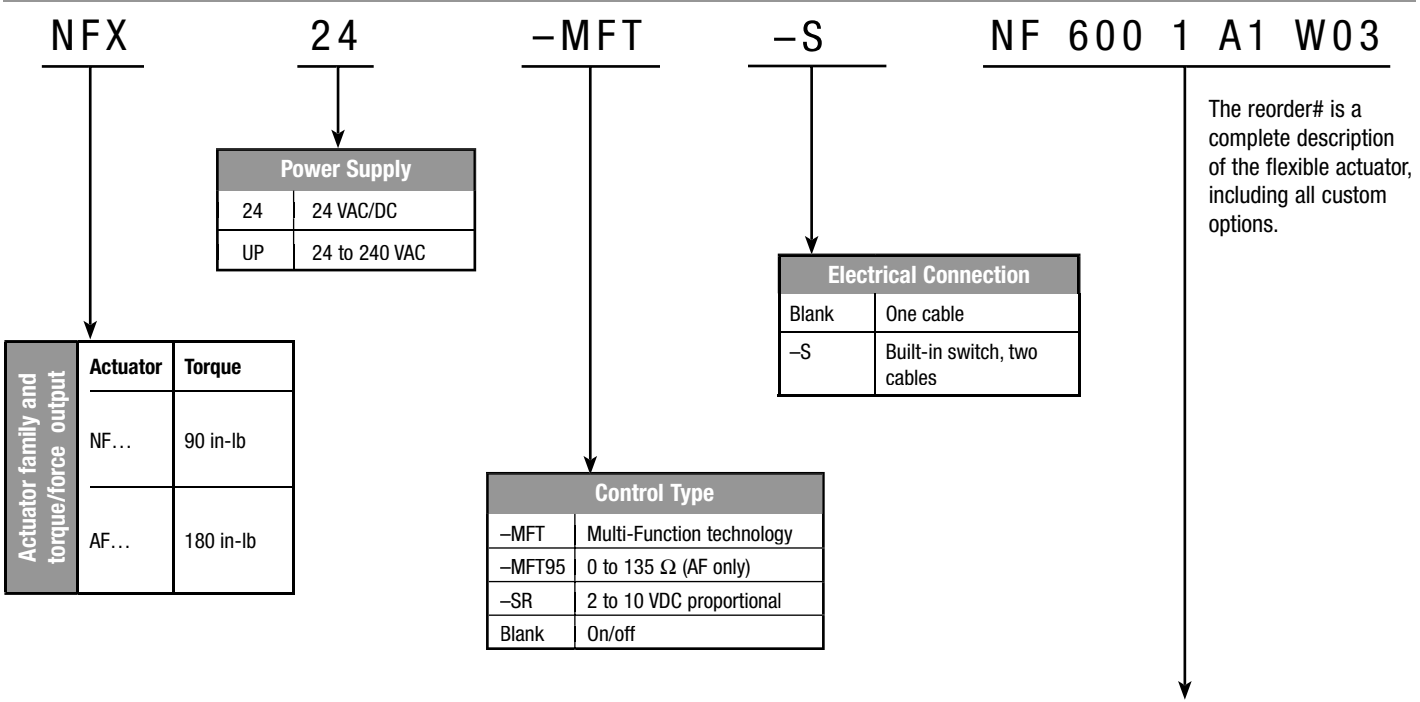 NFX 24 –MFT –S NF 600 1 A1 W03
The reorder# is a
complete description
of the flexible actuator,
including all custom
options.
Power Supply
24 24 VAC/DC
UP 24 to 240 VAC
Electrical Connection
Blank One cable
–S Built-in switch, two
cables
Actuator family and
torque/force output
Actuator Torque
NF… 90 in-lb
AF… 180 in-lb
Control Type
–MFT Multi-Function technology
–MFT95 0 to 135 Ω (AF only)
–SR 2 to 10 VDC proportional
Blank On/off